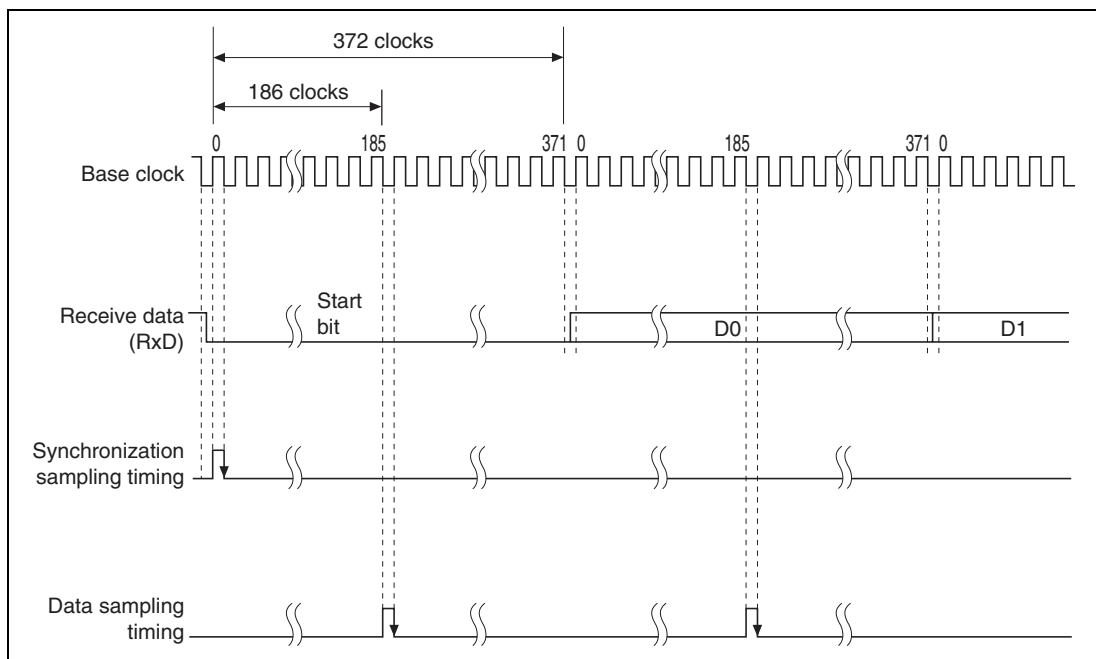 372 clocks
186 clocks
0 185 371 0 185 371 0
Base clock
Receive data
(RxD)
Start
bit
D0
D1
Synchronization
sampling timing
Data sampling
timing